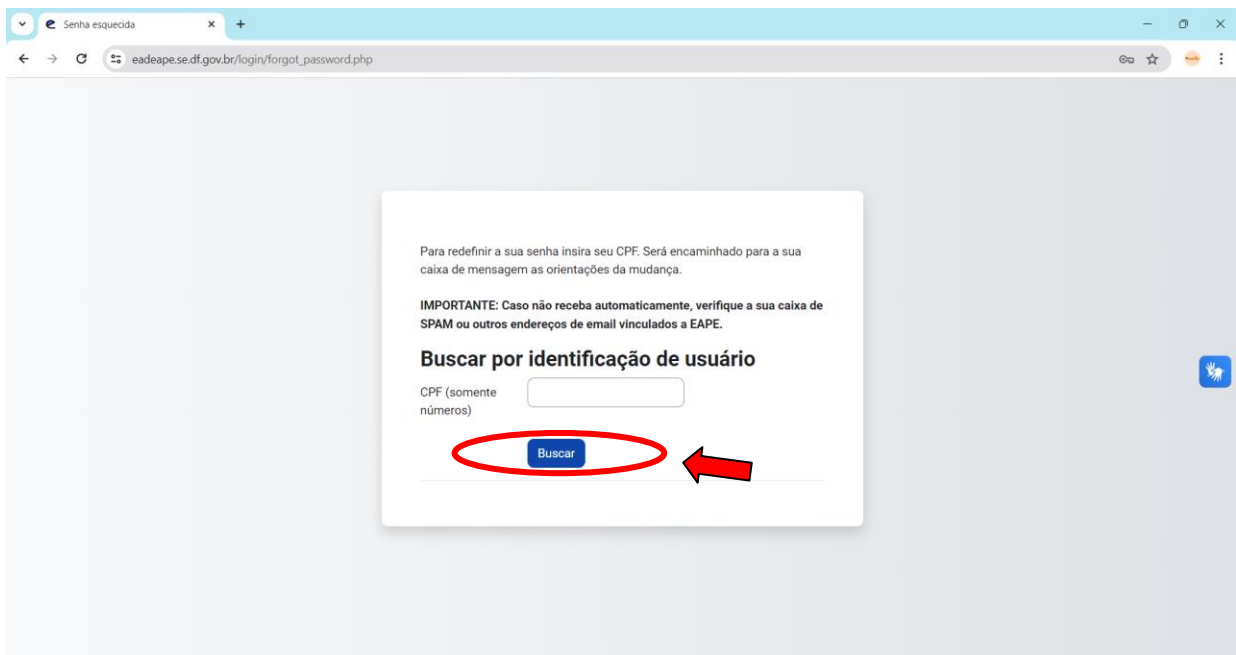 Senha esquecida
eadeape.se.df.gov.br/login/forgot_password.php
Para redefinir a sua senha insira seu CPF. Será encaminhado para a sua
caixa de mensagem as orientações da mudança.
IMPORTANTE: Caso não receba automaticamente, verifique a sua caixa de
SPAM ou outros endereços de email vinculados a EAPE.
Buscar por identificação de usuário
CPF (somente
números)
Buscar